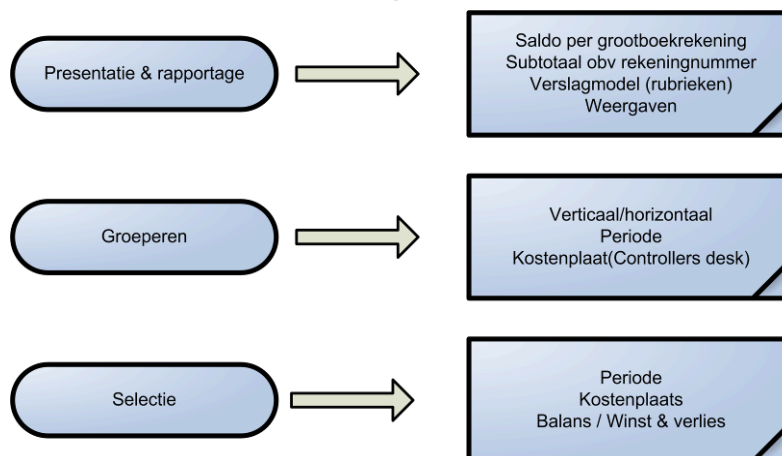 Presentatie & rapportage
Saldo per grootboekrekening
Subtotaal obv rekeningnummer
Verslagmodel (rubrieken)
Weergaven
Groeperen
Verticaal/horizontaal
Periode
Kostenplaat(Controllers desk)
Selectie
Periode
Kostenplaats
Balans / Winst & verlies